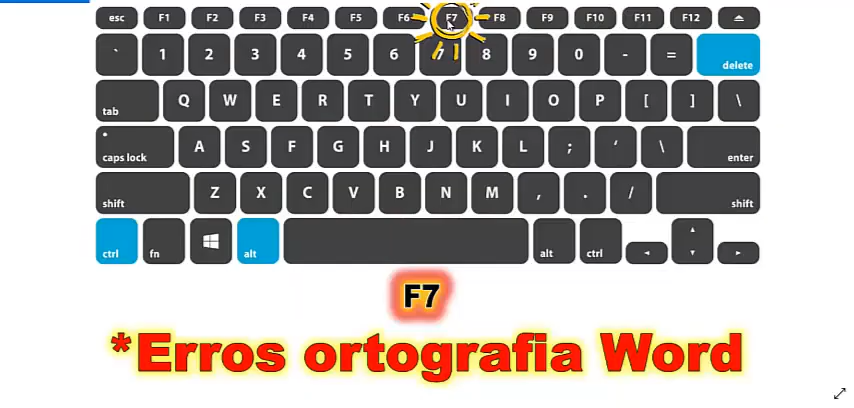 esc F1 F2 F3 F4 F5 F6 F7 F8 F9 F10 F11 F12
` 1 2 3 4 5 6 7 8 9 0 - = delete
tab Q W E R T Y U I O P [ ] \
caps lock A S F G H J K L ; ‘ \ enter
shift Z X C V B N M , . / shift
ctrl fn alt alt ctrl
F7
*Erros ortografia Word